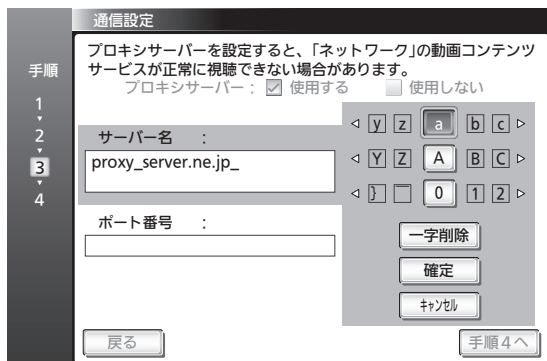 通信設定
プロキシサーバーを設定すると、「ネットワーク」の動画コンテンツ
サービスが正常に視聴できない場合があります。
プロキシサーバー： 使用する 使用しない
手順
1
2
3
4
サーバー名 ：
proxy_server.ne.jp_
ポート番号 ：
y z a b c
Y Z A B C
} ￣ 0 1 2
一字削除
確定
キャンセル
戻る
手順4へ